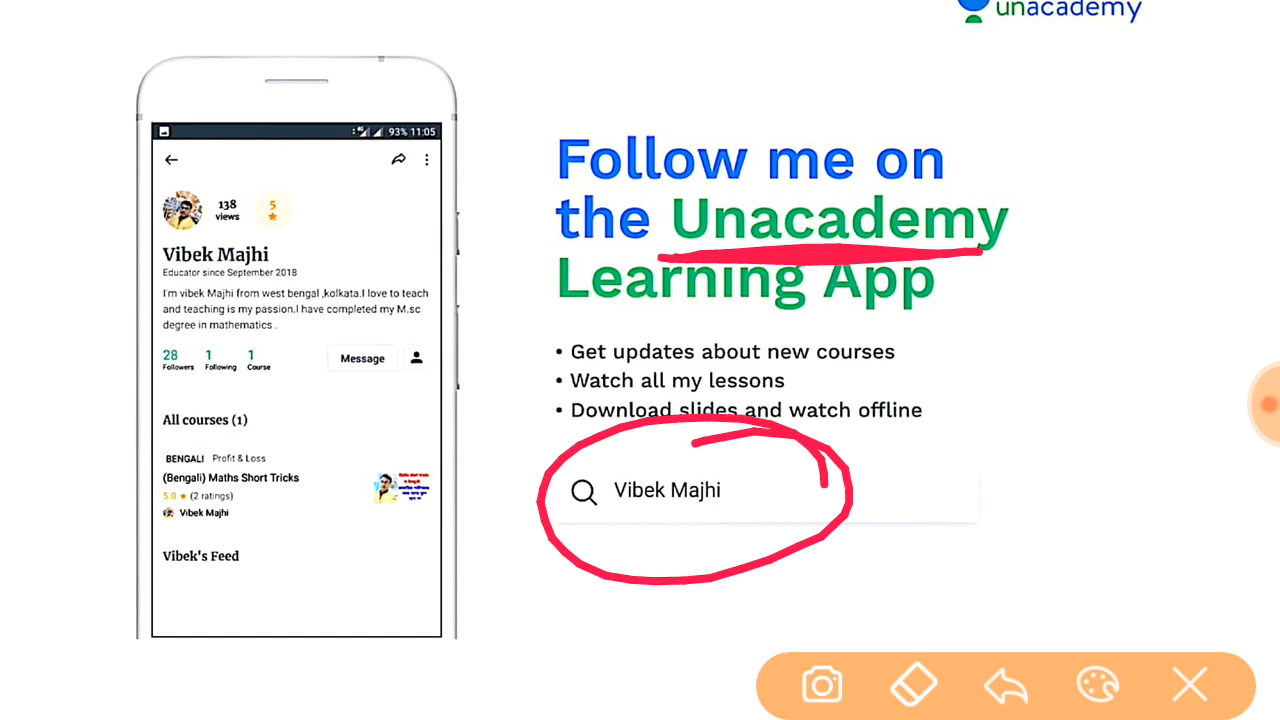 unacademy
93% 11:05
138
views
5
Vibek Majhi
Educator since September 2018
I'm vibek Majhi from west bengal ,kolkata.I love to teach
and teaching is my passion.I have completed my M.sc
degree in mathematics .
28 1 1
Followers Following Course
Message
All courses (1)
BENGALI Profit & Loss
(Bengali) Maths Short Tricks
5.0 ★ (2 ratings)
Vibek Majhi
Vibek's Feed
Follow me on
the Unacademy
Learning App
• Get updates about new courses
• Watch all my lessons
• Download slides and watch offline
Vibek Majhi